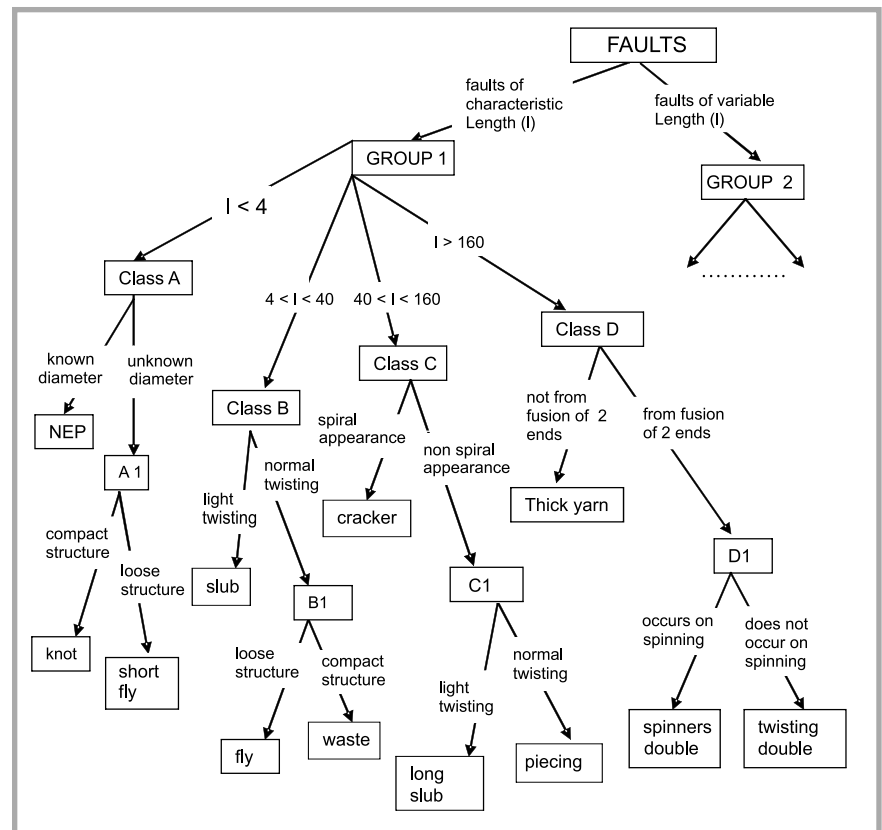 FAULTS
faults of
characteristic
Length (l)
faults of variable
Length (l)
GROUP 1
GROUP 2
l < 4
l > 160
............
Class A
4 < l < 40
40 < l < 160
Class D
known
diameter
unknown
diameter
Class C
Class B
not from
fusion of 2
ends
from fusion
of 2 ends
NEP
spiral
appearance
normal
twisting
non spiral
appearance
A 1
light
twisting
cracker
Thick yarn
compact
structure
loose
structure
slub
B1
C1
D1
knot
short
fly
loose
structure
compact
structure
light
twisting
normal
twisting
occurs on
spinning
does not
occur on
spinning
fly
waste
long
slub
piecing
spinners
double
twisting
double